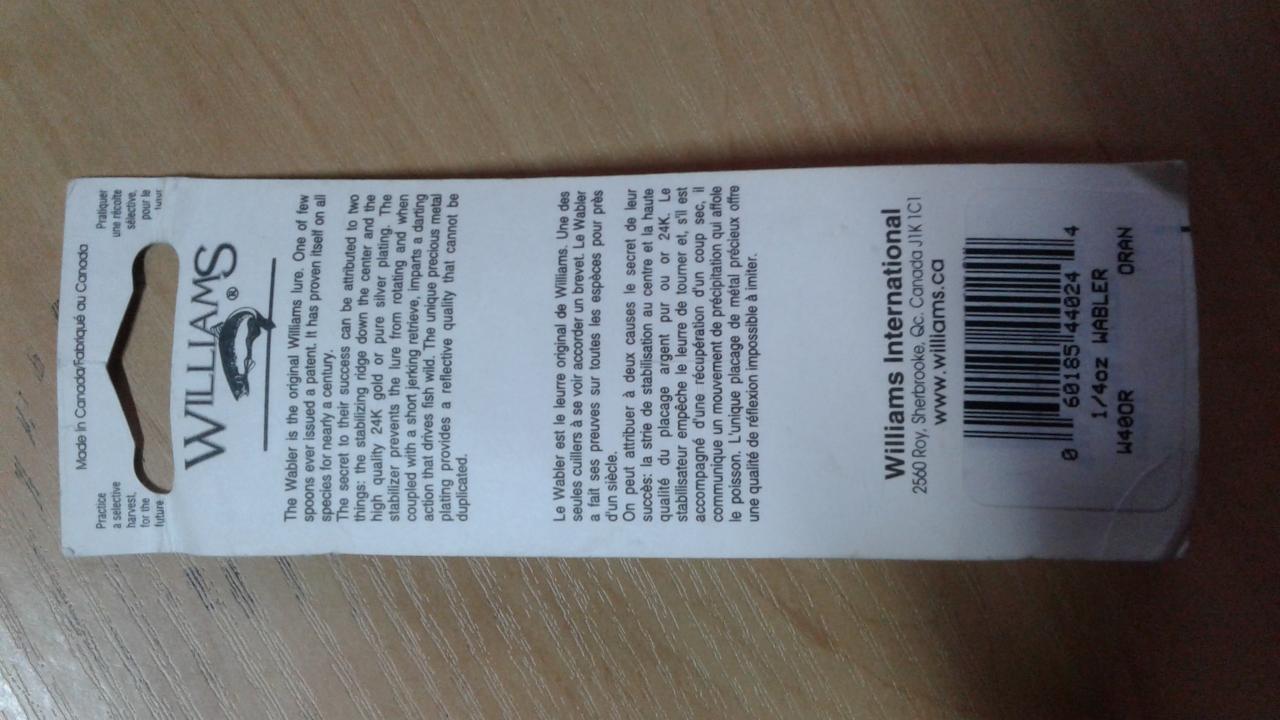 Made in Canada/Fabriqué au Canada
Practice
a selective
harvest,
for the
future.
Pratiquer
une récolte
sélective,
pour le
futur
WILLIAMS
®
The Wabler is the original Williams lure. One of few
spoons ever issued a patent. It has proven itself on all
species for nearly a century.
The secret to their success can be attributed to two
things: the stabilizing ridge down the center and the
high quality 24K gold or pure silver plating. The
stabilizer prevents the lure from rotating and when
coupled with a short jerking retrieve, imparts a darting
action that drives fish wild. The unique precious metal
plating provides a reflective quality that cannot be
duplicated.
Le Wabler est le leurre original de Williams. Une des
seules cuillers à se voir accorder un brevet. Le Wabler
a fait ses preuves sur toutes les espèces pour près
d'un siècle.
On peut attribuer à deux causes le secret de leur
succès: la strie de stabilisation au centre et la haute
qualité du placage argent pur ou or 24K. Le
stabilisateur empêche le leurre de tourner et, s'il est
accompagné d'une récupération d'un coup sec, il
communique un mouvement de précipitation qui affole
le poisson. L'unique placage de métal précieux offre
une qualité de réflexion impossible à imiter.
Williams International
2560 Roy, Sherbrooke, Qc. Canada J1K 1C1
www.williams.ca
0 60185 44024 4
1/4oz WABLER
W40OR ORAN